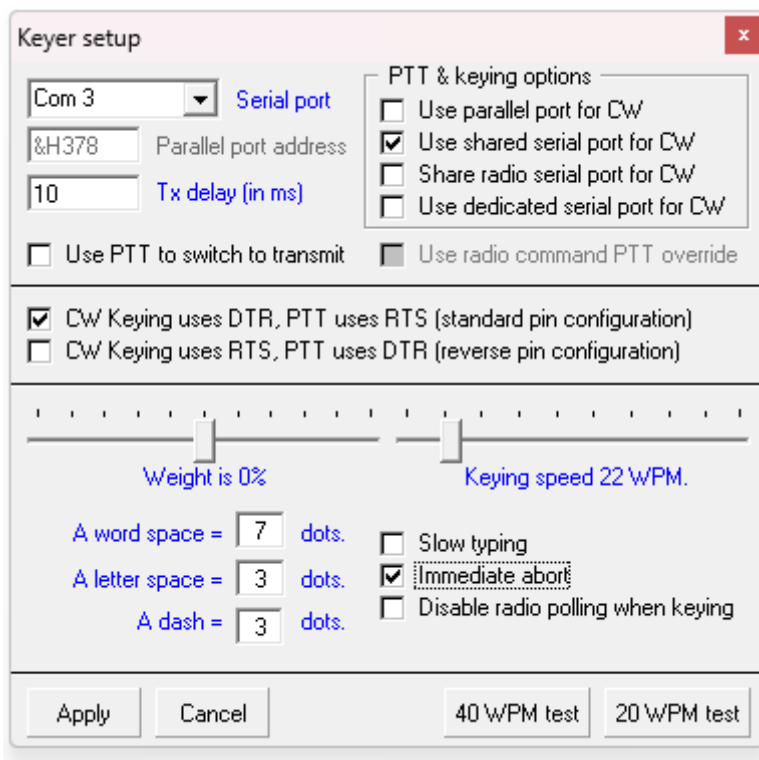 Keyer setup
x
Com 3
Serial port
&H378
Parallel port address
10
Tx delay (in ms)
PTT & keying options
Use parallel port for CW
Use shared serial port for CW
Share radio serial port for CW
Use dedicated serial port for CW
Use PTT to switch to transmit
Use radio command PTT override
CW Keying uses DTR, PTT uses RTS (standard pin configuration)
CW Keying uses RTS, PTT uses DTR (reverse pin configuration)
Weight is 0%
Keying speed 22 WPM.
A word space = 7 dots.
A letter space = 3 dots.
A dash = 3 dots.
Slow typing
Immediate abort
Disable radio polling when keying
Apply
Cancel
40 WPM test
20 WPM test